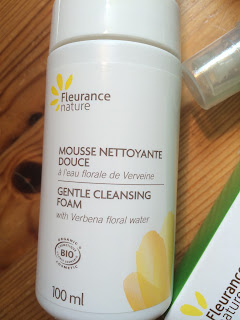 Fleurance
nature
MOUSSE NETTOYANTE
DOUCE
à l'eau florale de Verveine
GENTLE CLEANSING
FOAM
with Verbena floral water
BIO
100 ml